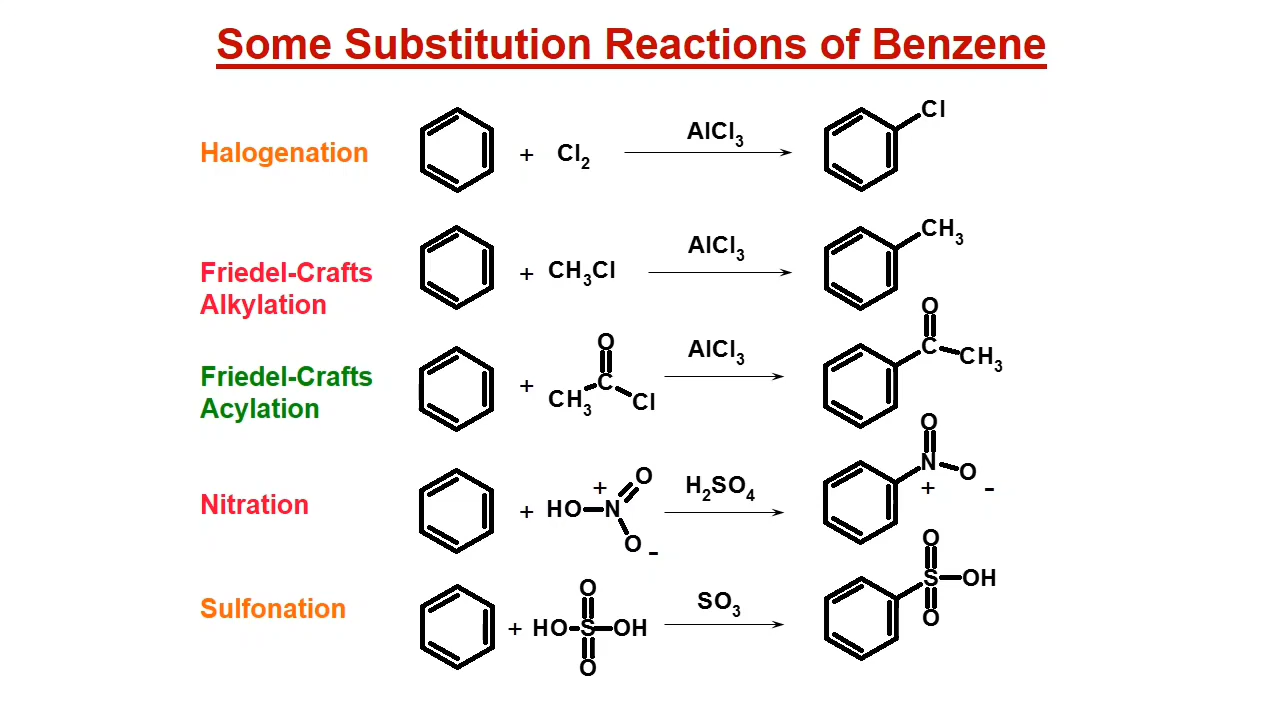 Some Substitution Reactions of Benzene
Halogenation + Cl₂ AlCl₃ Cl
Friedel-Crafts
Alkylation + CH₃Cl AlCl₃ CH₃
Friedel-Crafts
Acylation + CH₃ C O Cl AlCl₃ O C CH₃
Nitration + HO N + O O - H₂SO₄ O N + O -
Sulfonation + HO S O O OH SO₃ O S OH O